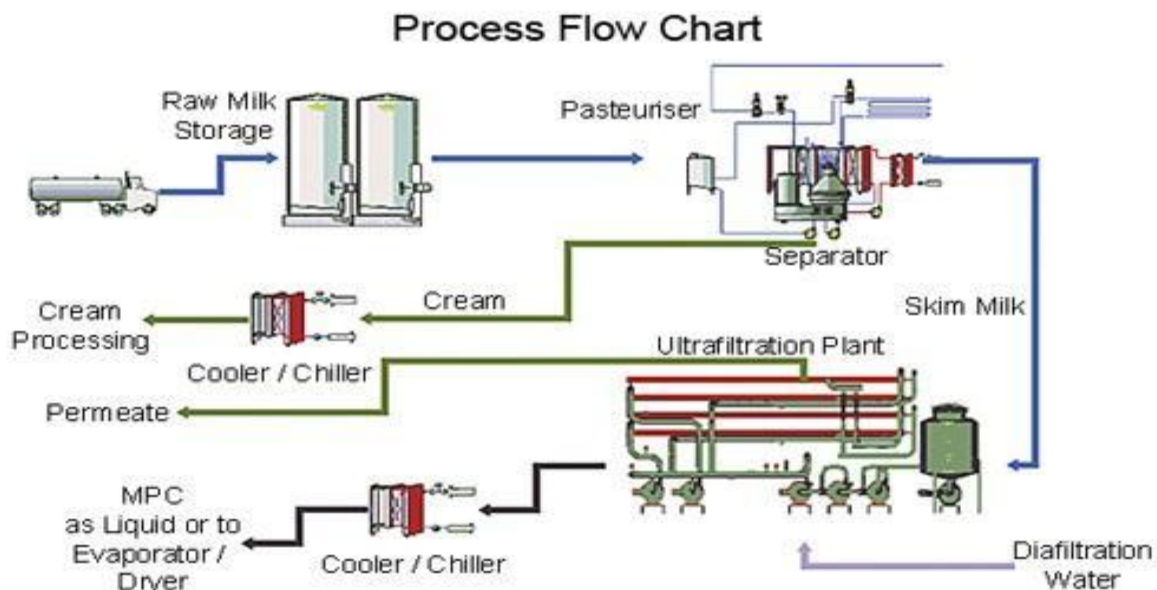 Process Flow Chart
Raw Milk
Storage
Pasteuriser
Separator
Cream
Skim Milk
Cream
Processing
Cooler / Chiller
Ultrafiltration Plant
Permeate
MPC
as Liquid or to
Evaporator /
Dryer
Cooler / Chiller
Diafiltration
Water